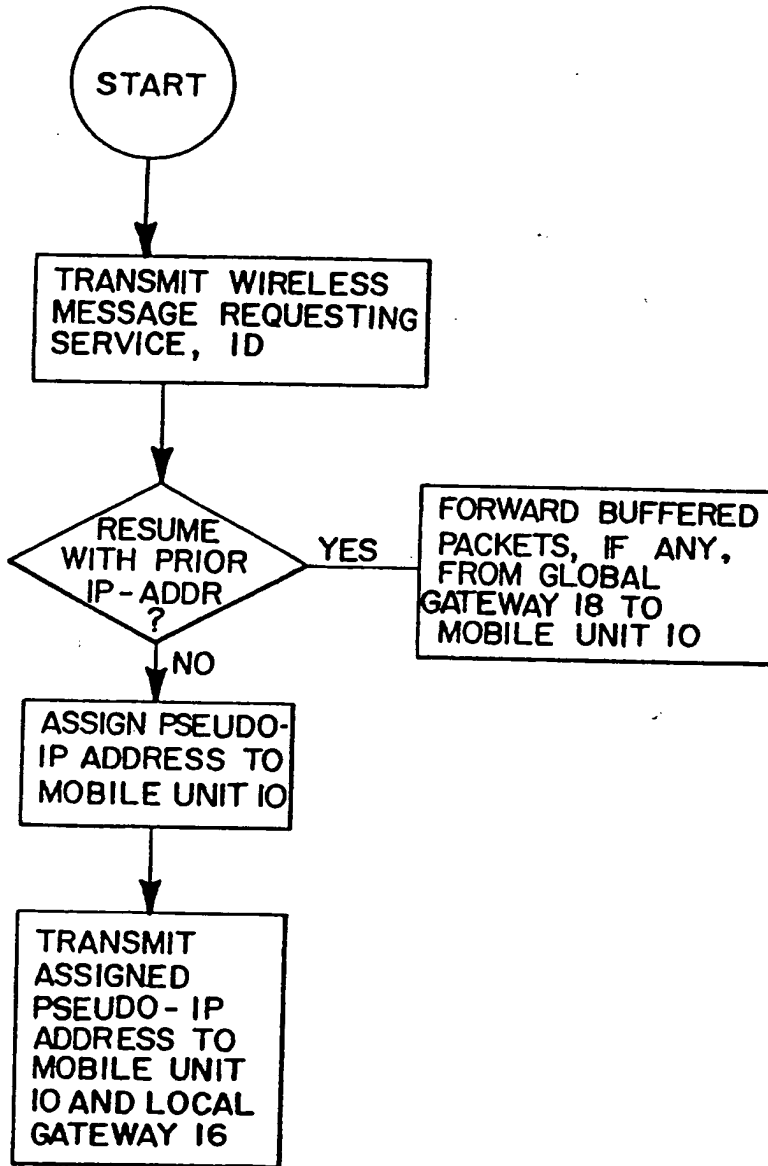 START
TRANSMIT WIRELESS
MESSAGE REQUESTING
SERVICE, ID
RESUME
WITH PRIOR
IP-ADDR
?
YES
FORWARD BUFFERED
PACKETS, IF ANY,
FROM GLOBAL
GATEWAY 18 TO
MOBILE UNIT 10
NO
ASSIGN PSEUDO-
IP ADDRESS TO
MOBILE UNIT 10
TRANSMIT
ASSIGNED
PSEUDO-IP
ADDRESS TO
MOBILE UNIT
10 AND LOCAL
GATEWAY 16